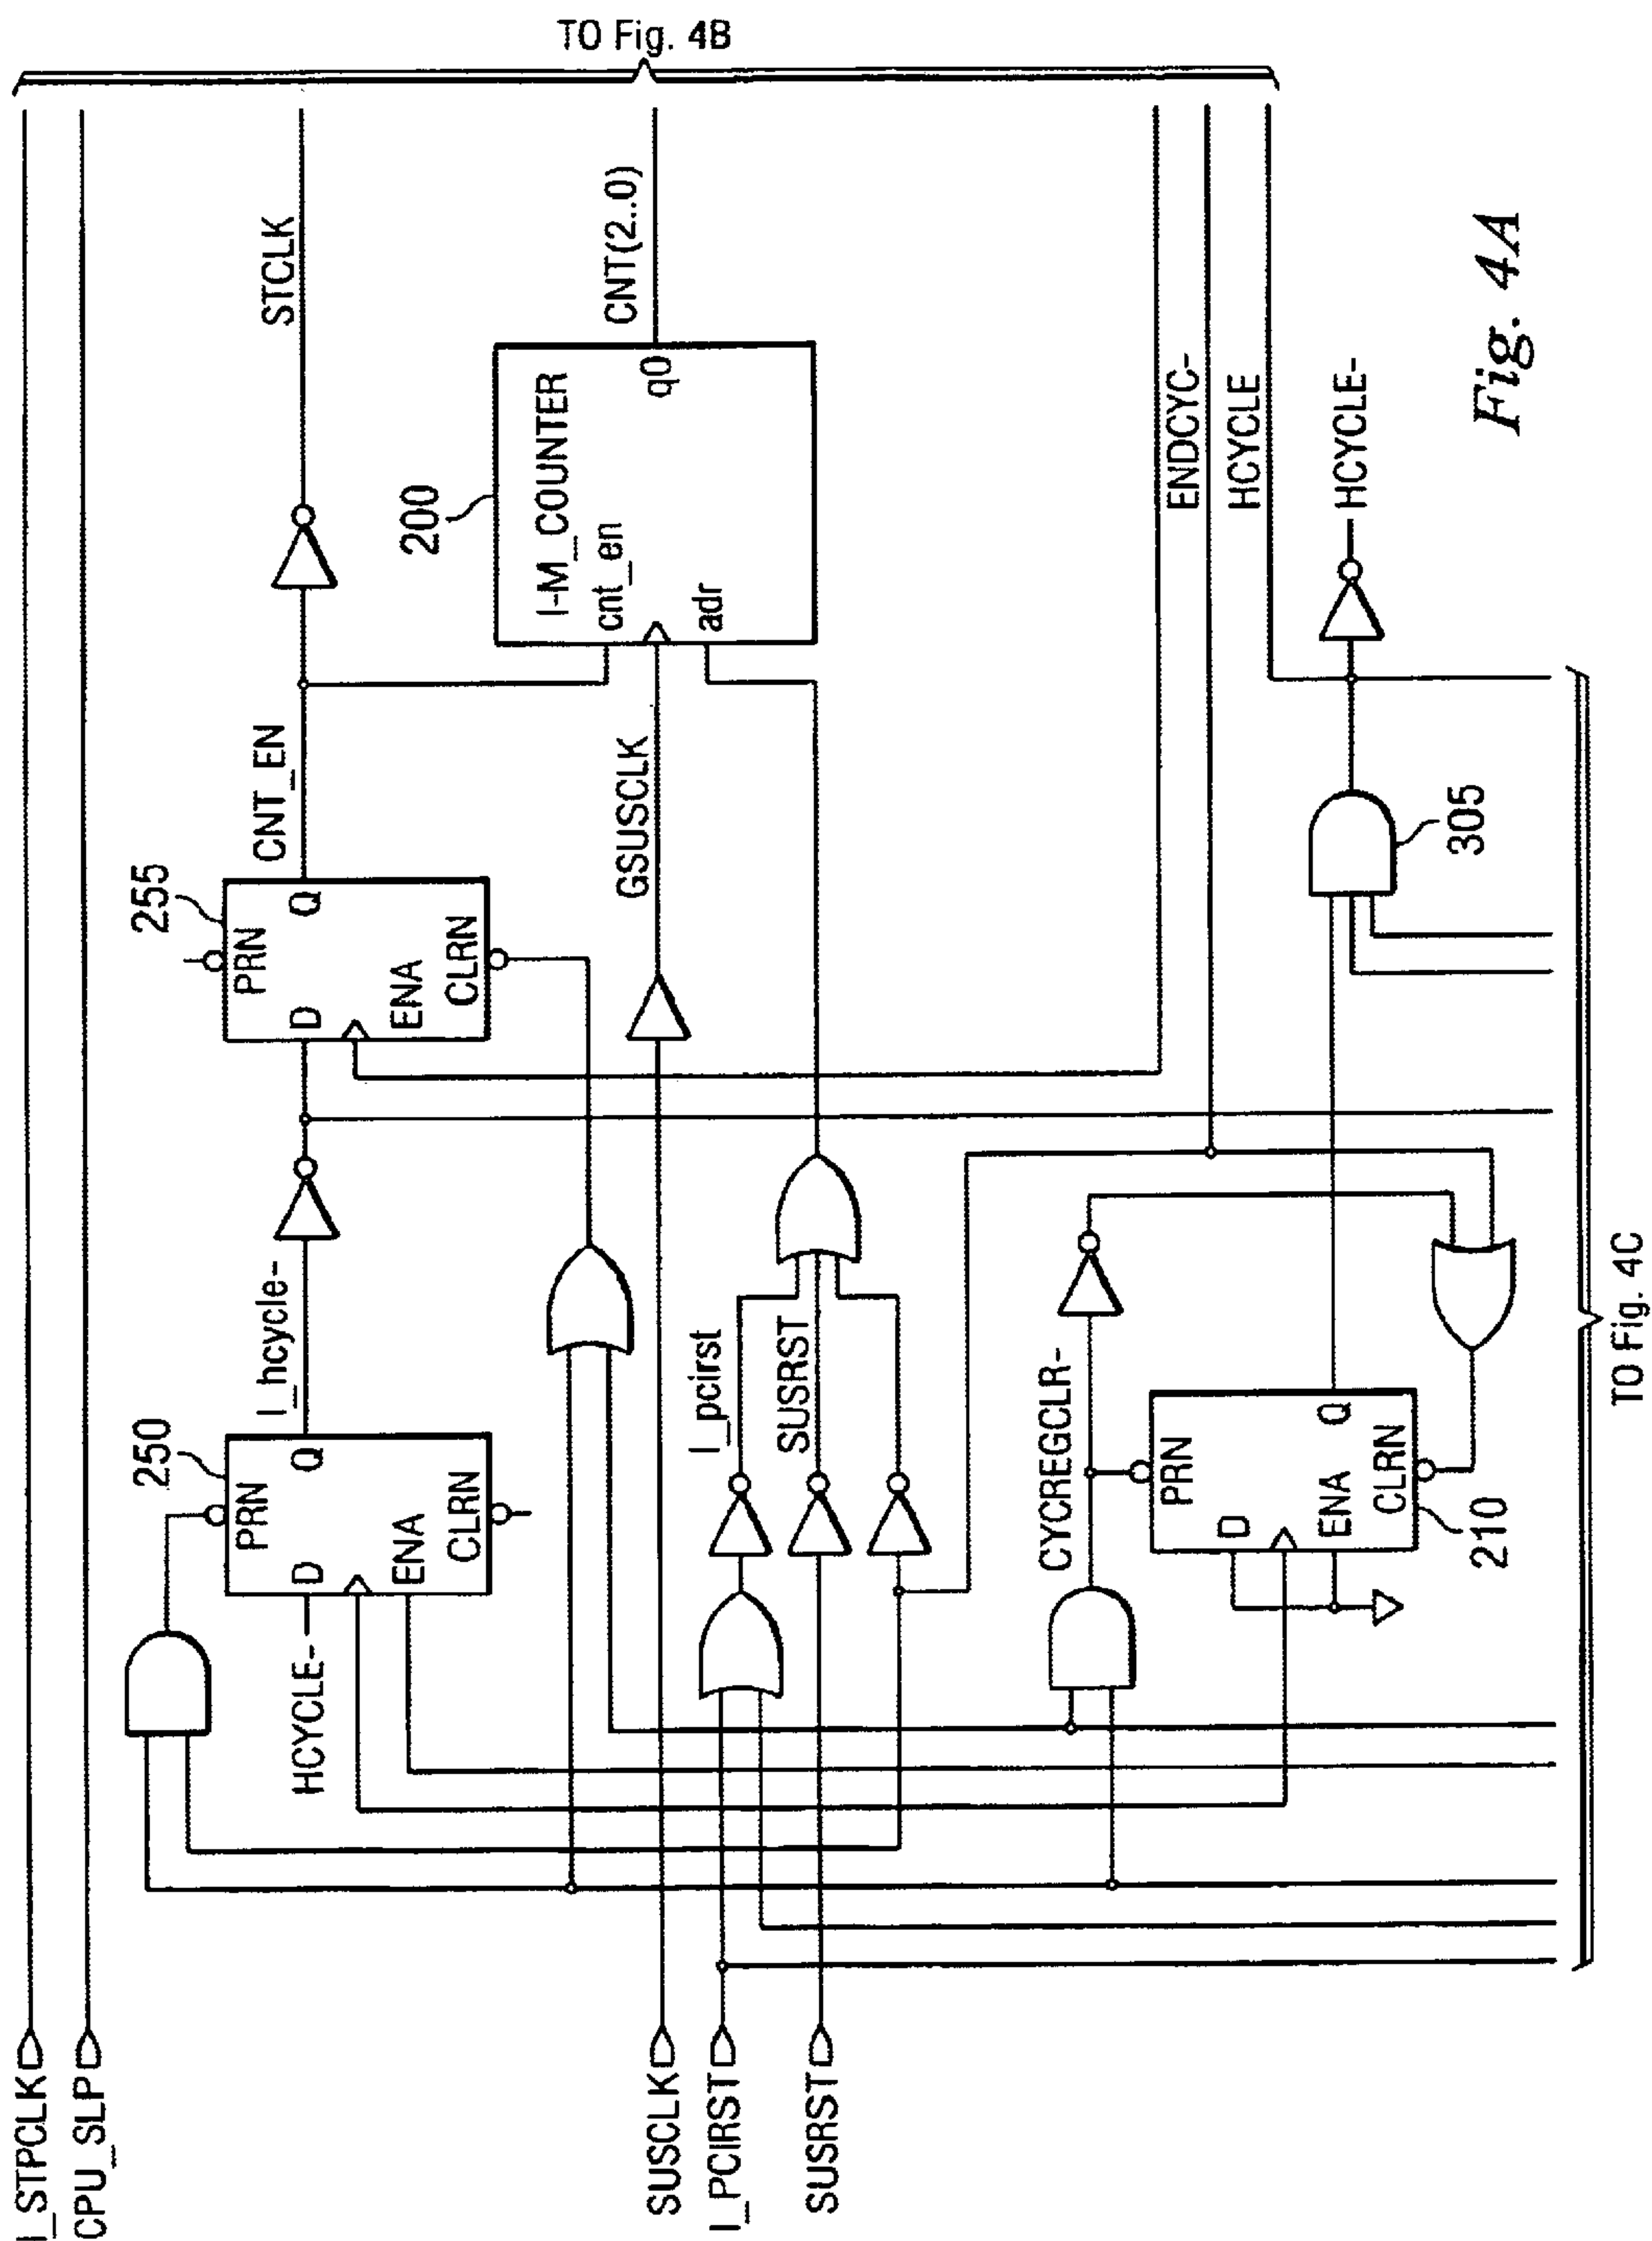 I_STPCLK
CPU_SLP
SUSCLK
I_PCIRST
SUSRST
HCYCLE-
250
PRN
D
Q
ENA
CLRN
I_hcycle-
255
PRN
D
Q
ENA
CLRN
CNT_EN
STCLK
GSUSCLK
200
I-M_COUNTER
cnt_en
adr
q0
CNT(2..0)
I_pcirst
SUSRST
CYCREGCLR-
PRN
D
Q
ENA
CLRN
210
305
ENDCYC-
HCYCLE
HCYCLE-
TO Fig. 4B
TO Fig. 4C
Fig. 4A